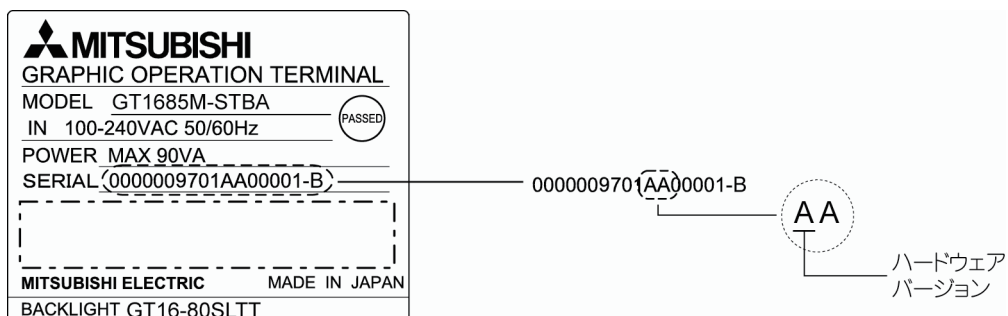 MITSUBISHI
GRAPHIC OPERATION TERMINAL
MODEL GT1685M-STBA
IN 100-240VAC 50/60Hz
PASSED
POWER MAX 90VA
SERIAL 0000009701AA00001-B
0000009701AA00001-B
AA
ハードウェア
バージョン
MITSUBISHI ELECTRIC MADE IN JAPAN
BACKLIGHT GT16-80SLTT